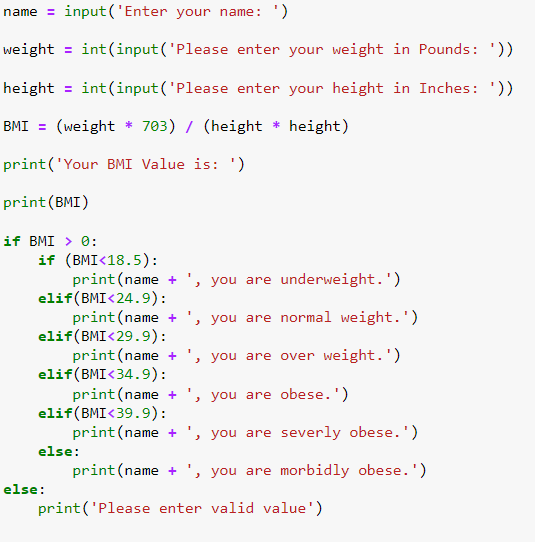 name = input('Enter your name: ')
weight = int(input('Please enter your weight in Pounds: '))
height = int(input('Please enter your height in Inches: '))
BMI = (weight * 703) / (height * height)
print('Your BMI Value is: ')
print(BMI)
if BMI > 0:
    if (BMI<18.5):
        print(name + ', you are underweight.')
    elif(BMI<24.9):
        print(name + ', you are normal weight.')
    elif(BMI<29.9):
        print(name + ', you are over weight.')
    elif(BMI<34.9):
        print(name + ', you are obese.')
    elif(BMI<39.9):
        print(name + ', you are severly obese.')
    else:
        print(name + ', you are morbidly obese.')
else:
    print('Please enter valid value')